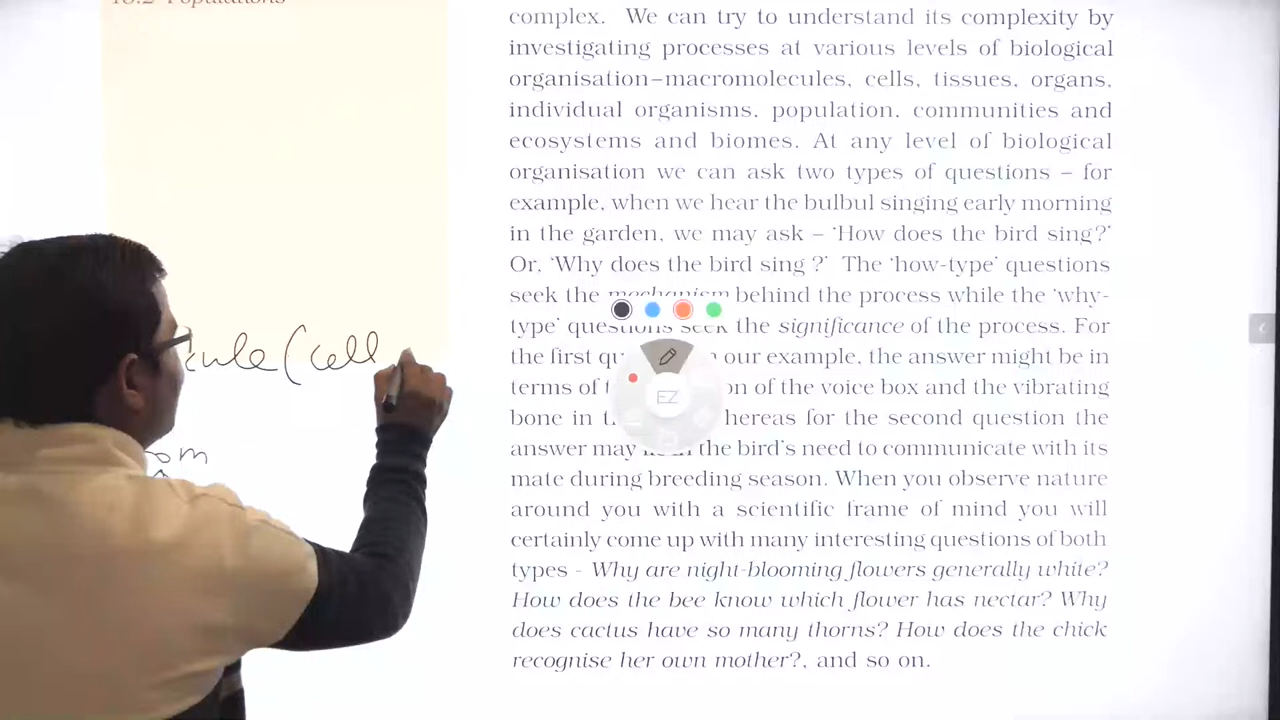 Populations
complex. We can try to understand its complexity by
investigating processes at various levels of biological
organisation–macromolecules, cells, tissues, organs,
individual organisms, population, communities and
ecosystems and biomes. At any level of biological
organisation we can ask two types of questions – for
example, when we hear the bulbul singing early morning
in the garden, we may ask – 'How does the bird sing?'
Or, 'Why does the bird sing ?' The 'how-type' questions
seek the mechanism behind the process while the 'why-
type' questions seek the significance of the process. For
the first our example, the answer might be in
terms of of the voice box and the vibrating
bone in whereas for the second question the
cule (cell
answer may the bird's need to communicate with its
om
mate during breeding season. When you observe nature
around you with a scientific frame of mind you will
certainly come up with many interesting questions of both
types - Why are night-blooming flowers generally white?
How does the bee know which flower has nectar? Why
does cactus have so many thorns? How does the chick
recognise her own mother?, and so on.
EZ